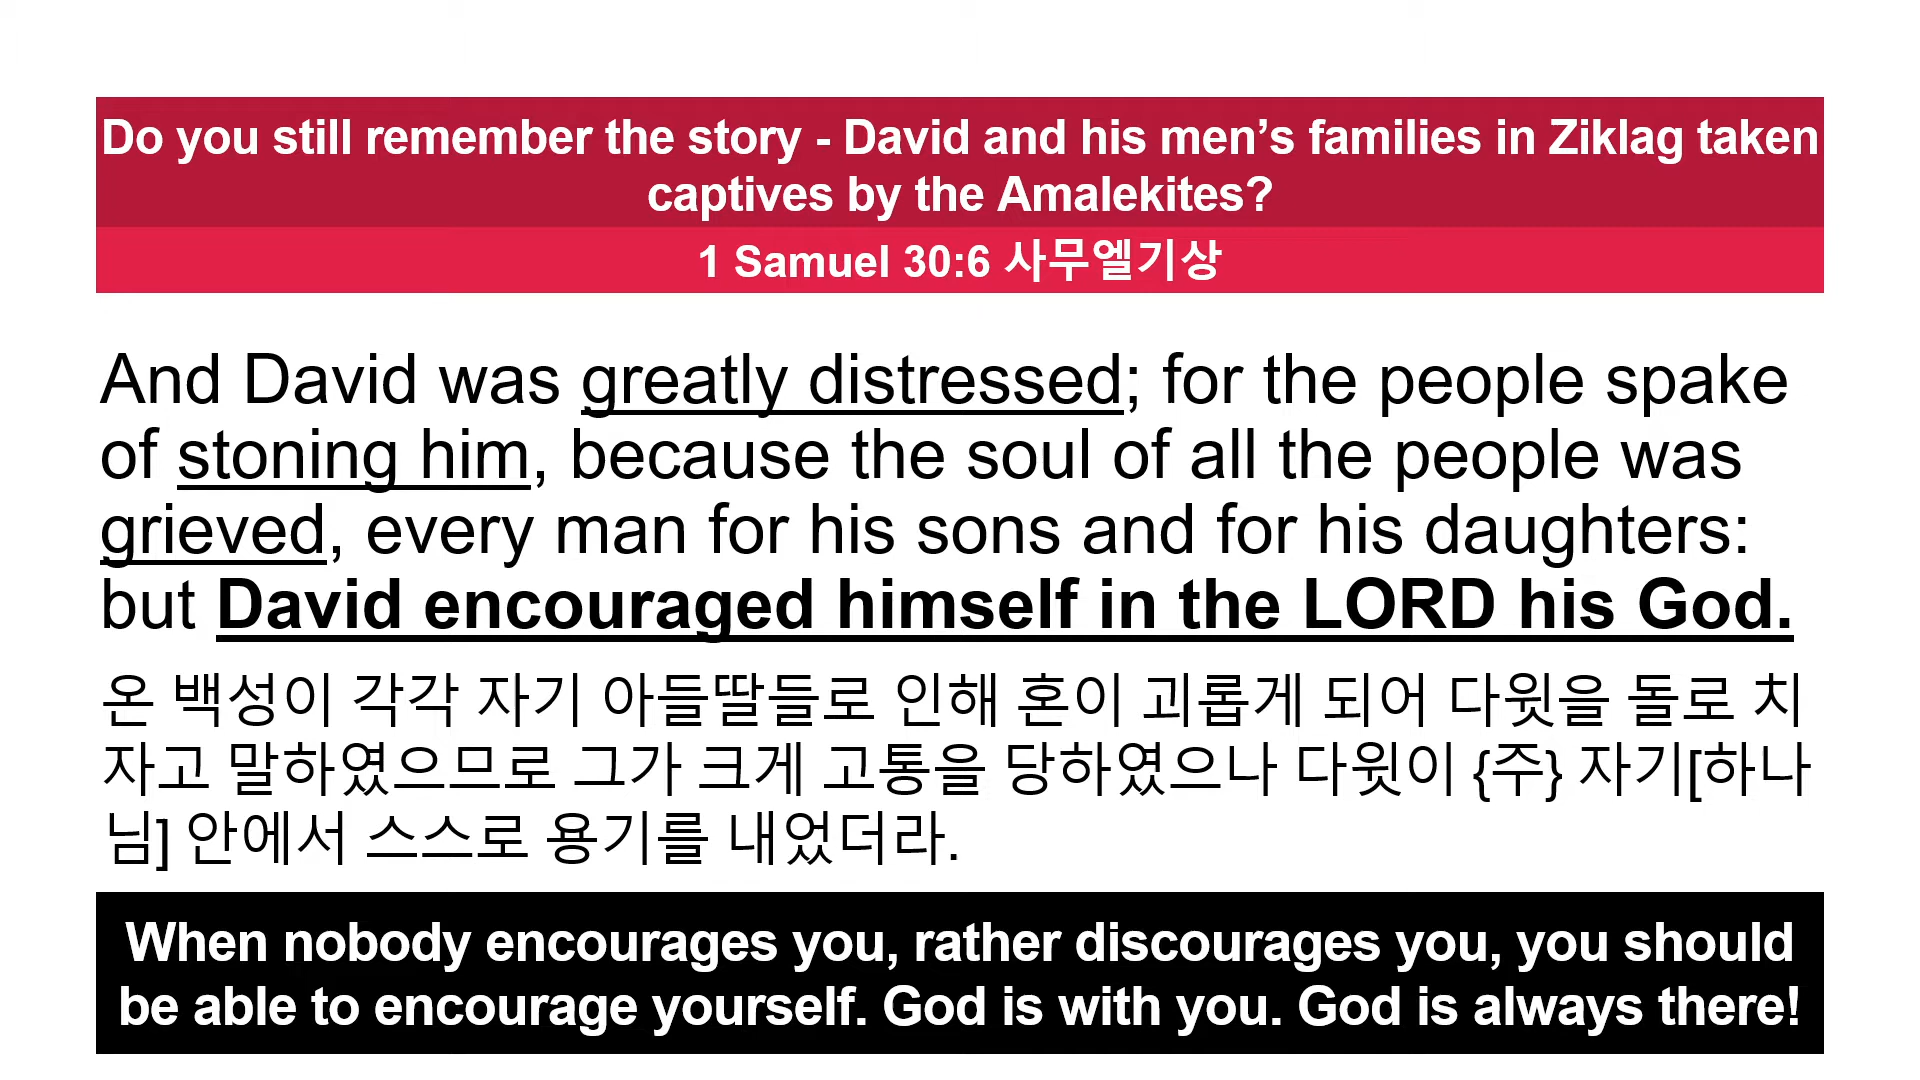 Do you still remember the story - David and his men’s families in Ziklag taken
captives by the Amalekites?
1 Samuel 30:6 사무엘기상
And David was greatly distressed; for the people spake
of stoning him, because the soul of all the people was
grieved, every man for his sons and for his daughters:
but David encouraged himself in the LORD his God.
온 백성이 각각 자기 아들딸들로 인해 혼이 괴롭게 되어 다윗을 돌로 치
자고 말하였으므로 그가 크게 고통을 당하였으나 다윗이 {주} 자기[하나
님] 안에서 스스로 용기를 내었더라.
When nobody encourages you, rather discourages you, you should
be able to encourage yourself. God is with you. God is always there!